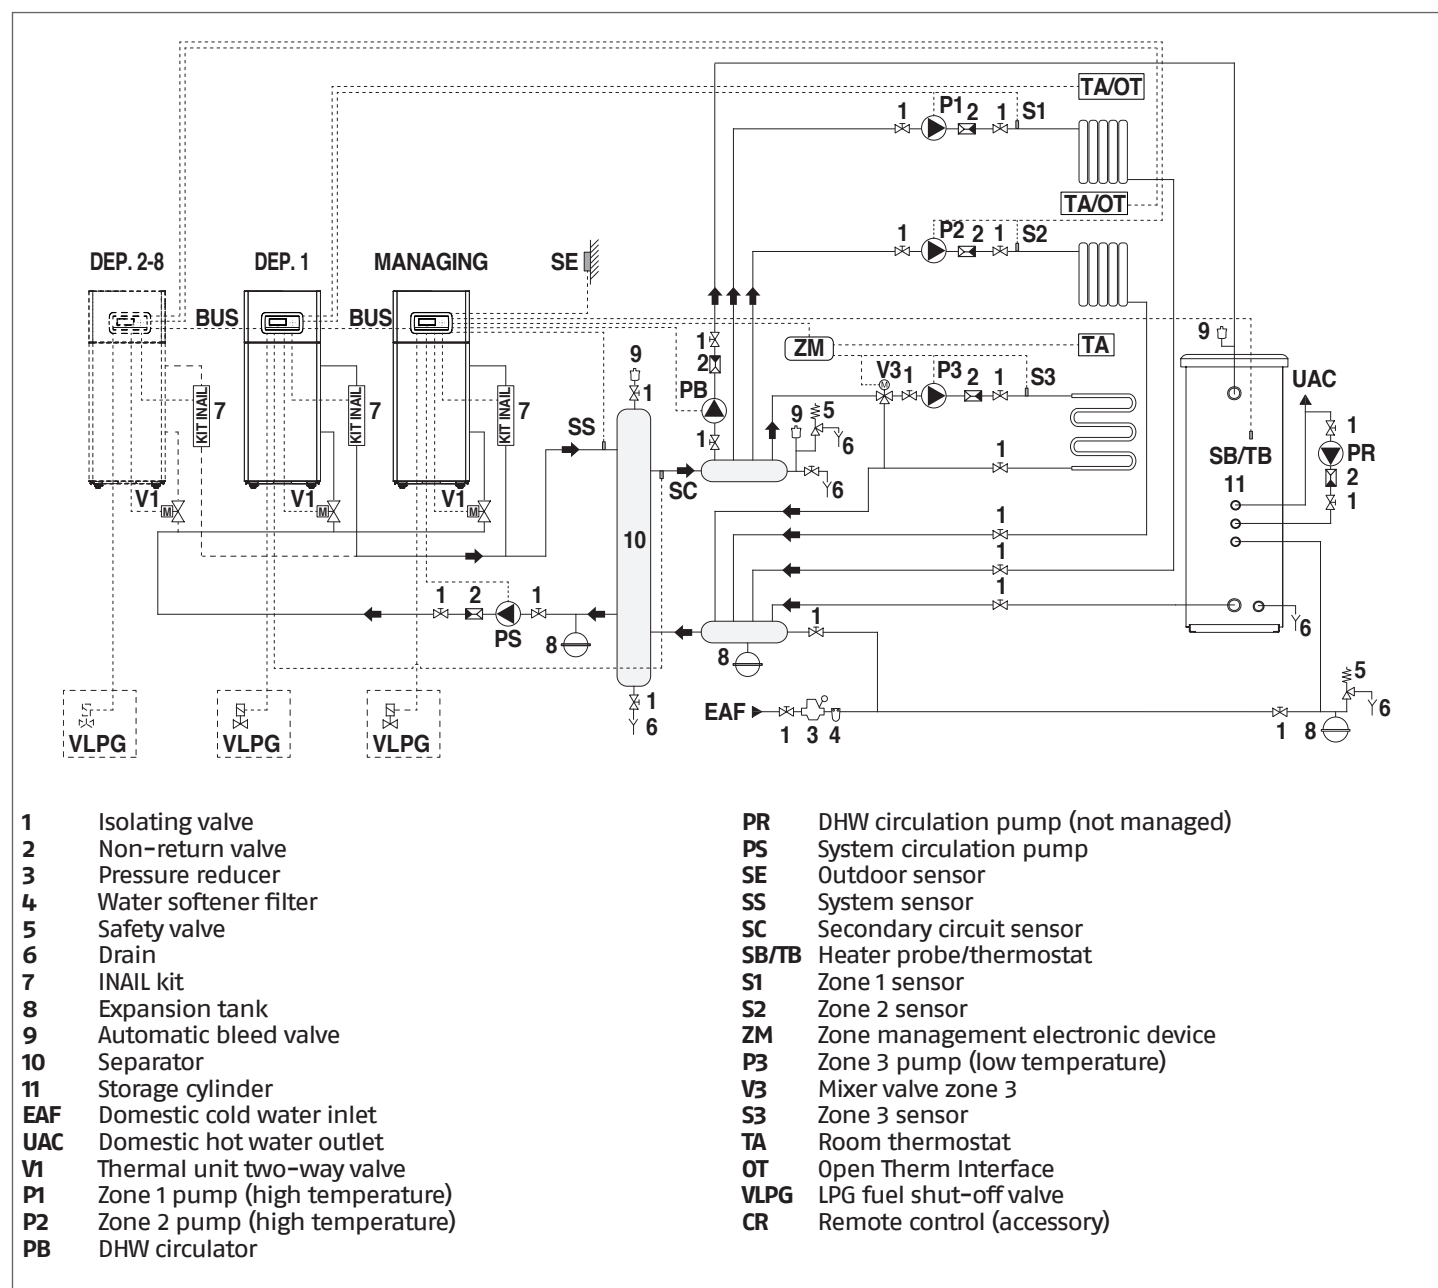 TA/OT
1 P1 2 1 S1
TA/OT
1 P2 2 1 S2
DEP. 2-8 DEP. 1 MANAGING SE
BUS BUS
9
1
ZM
TA
9
1
2
PB
1
V3 1 P3 2 1 S3
UAC
KIT INAIL 7 KIT INAIL 7 KIT INAIL 7
1
SS
9 5
6
1
SB/TB
11
1
PR
2
1
SC
6
V1 V1 V1
M M M
M
10
1
1
1
1 2 1
PS
8
1
8
6
VLPG VLPG VLPG
1
6
EAF
1 3 4
1 8
5
6
1 Isolating valve
2 Non-return valve
3 Pressure reducer
4 Water softener filter
5 Safety valve
6 Drain
7 INAIL kit
8 Expansion tank
9 Automatic bleed valve
10 Separator
11 Storage cylinder
EAF Domestic cold water inlet
UAC Domestic hot water outlet
V1 Thermal unit two-way valve
P1 Zone 1 pump (high temperature)
P2 Zone 2 pump (high temperature)
PB DHW circulator
PR DHW circulation pump (not managed)
PS System circulation pump
SE Outdoor sensor
SS System sensor
SC Secondary circuit sensor
SB/TB Heater probe/thermostat
S1 Zone 1 sensor
S2 Zone 2 sensor
ZM Zone management electronic device
P3 Zone 3 pump (low temperature)
V3 Mixer valve zone 3
S3 Zone 3 sensor
TA Room thermostat
OT Open Therm Interface
VLPG LPG fuel shut-off valve
CR Remote control (accessory)